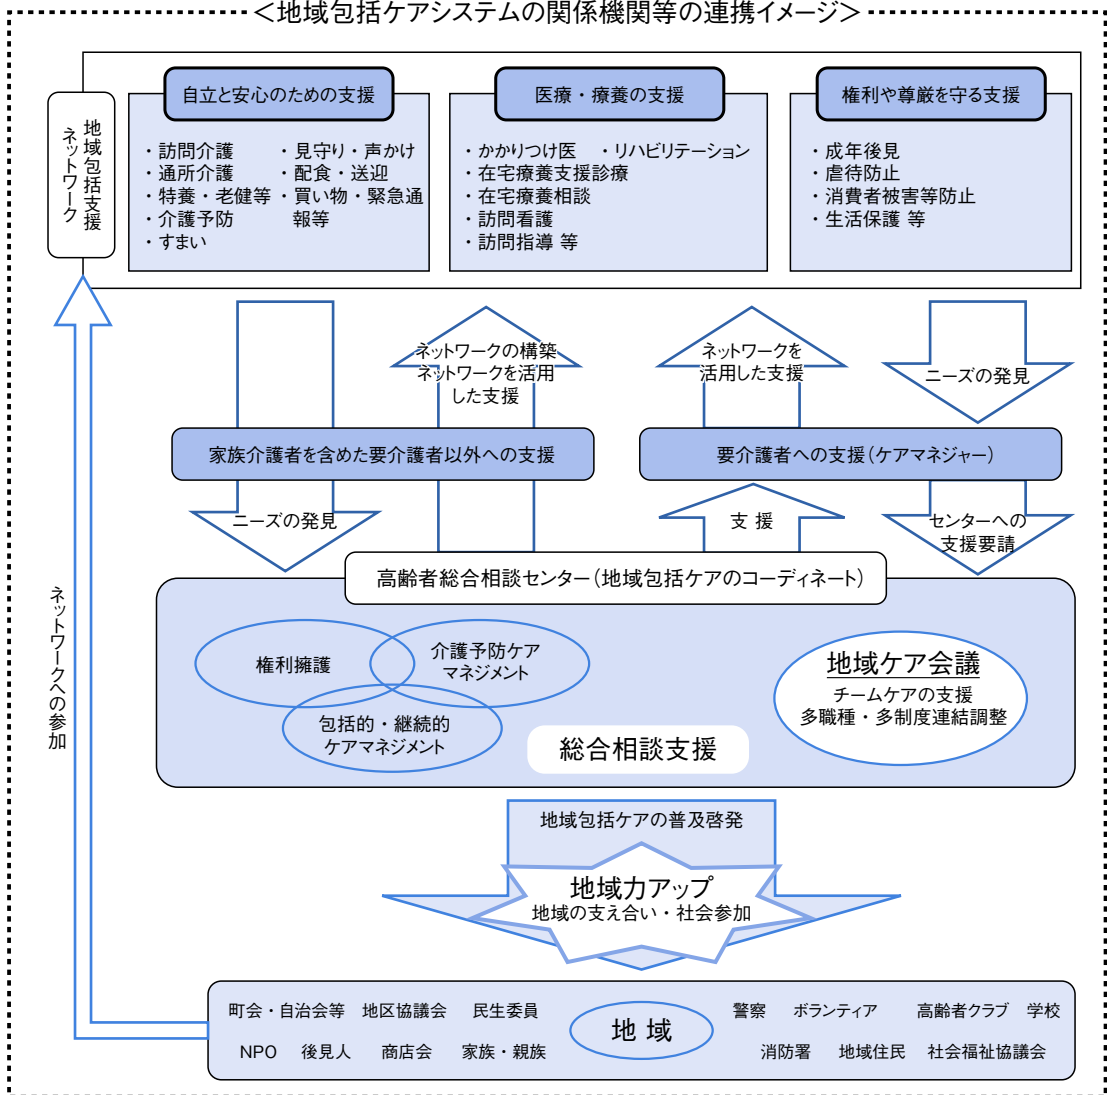 ＜地域包括ケアシステムの関係機関等の連携イメージ＞
地域包括支援
ネットワーク
自立と安心のための支援
・訪問介護
・通所介護
・特養・老健等
・介護予防
・すまい
・見守り・声かけ
・配食・送迎
・買い物・緊急通
報等
医療・療養の支援
・かかりつけ医 ・リハビリテーション
・在宅療養支援診療
・在宅療養相談
・訪問看護
・訪問指導 等
権利や尊厳を守る支援
・成年後見
・虐待防止
・消費者被害等防止
・生活保護 等
ネットワークの構築
ネットワークを活用
した支援
ネットワークを
活用した支援
ニーズの発見
家族介護者を含めた要介護者以外への支援
要介護者への支援（ケアマネジャー）
ニーズの発見
支 援
センターへの
支援要請
高齢者総合相談センター（地域包括ケアのコーディネート）
権利擁護
介護予防ケア
マネジメント
包括的・継続的
ケアマネジメント
総合相談支援
地域ケア会議
チームケアの支援
多職種・多制度連結調整
ネットワークへの参加
地域包括ケアの普及啓発
地域力アップ
地域の支え合い・社会参加
町会・自治会等 地区協議会 民生委員
NPO 後見人 商店会 家族・親族
地 域
警察 ボランティア 高齢者クラブ 学校
消防署 地域住民 社会福祉協議会